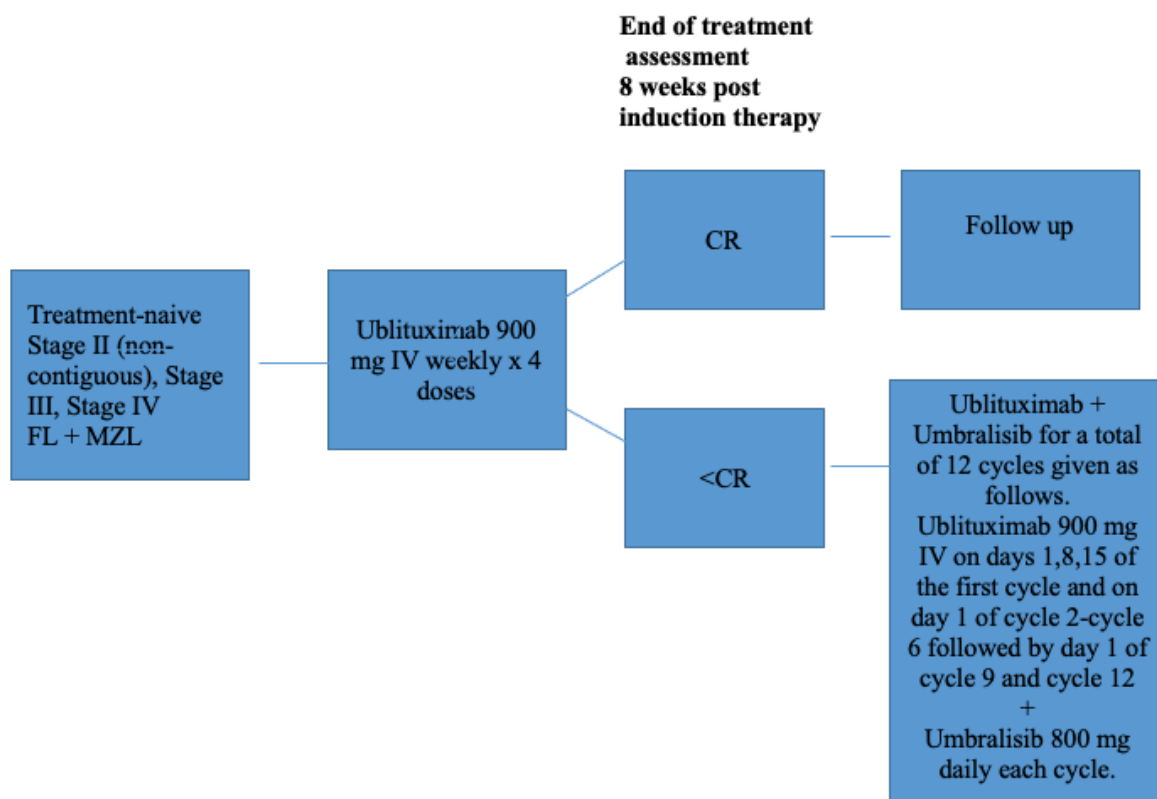 End of treatment
assessment
8 weeks post
induction therapy
Treatment-naive
Stage II (non-
contiguous), Stage
III, Stage IV
FL + MZL
Ublituximab 900
mg IV weekly x 4
doses
CR
Follow up
<CR
Ublituximab +
Umbralisib for a total
of 12 cycles given as
follows.
Ublituximab 900 mg
IV on days 1,8,15 of
the first cycle and on
day 1 of cycle 2-cycle
6 followed by day 1 of
cycle 9 and cycle 12
+
Umbralisib 800 mg
daily each cycle.